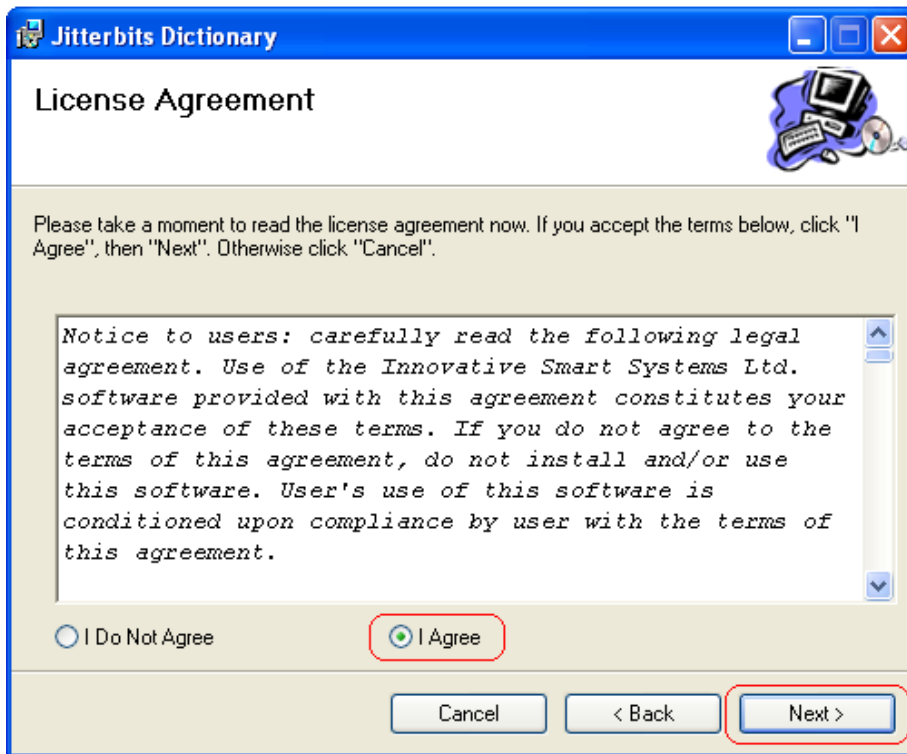 Jitterbits Dictionary
License Agreement
Please take a moment to read the license agreement now. If you accept the terms below, click "I
Agree", then "Next". Otherwise click "Cancel".
Notice to users: carefully read the following legal
agreement. Use of the Innovative Smart Systems Ltd.
software provided with this agreement constitutes your
acceptance of these terms. If you do not agree to the
terms of this agreement, do not install and/or use
this software. User's use of this software is
conditioned upon compliance by user with the terms of
this agreement.
I Do Not Agree
I Agree
Cancel
< Back
Next >